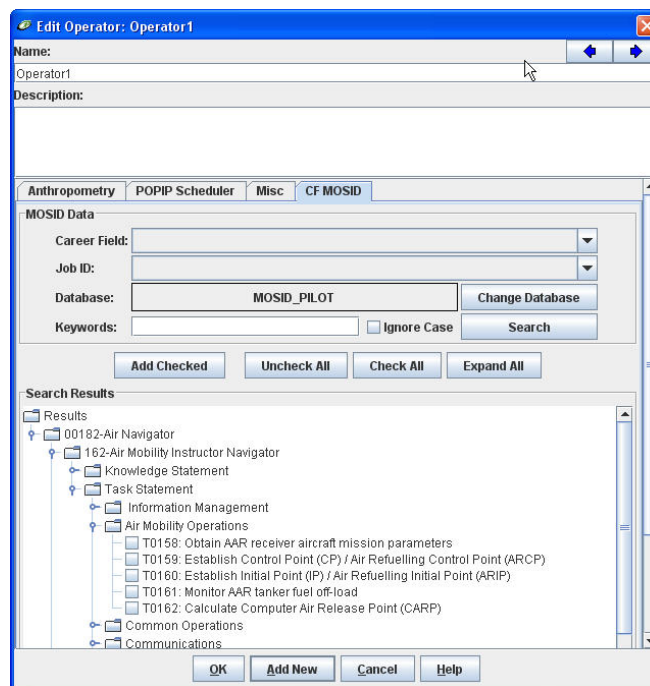 Edit Operator: Operator1
Name:
Operator1
Description:
Anthropometry POPIP Scheduler Misc CF MOSID
MOSID Data
Career Field:
Job ID:
Database: MOSID_PILOT Change Database
Keywords: Ignore Case Search
Add Checked Uncheck All Check All Expand All
Search Results
Results
00182-Air Navigator
162-Air Mobility Instructor Navigator
Knowledge Statement
Task Statement
Information Management
Air Mobility Operations
T0158: Obtain AAR receiver aircraft mission parameters
T0159: Establish Control Point (CP) / Air Refuelling Control Point (ARCP)
T0160: Establish Initial Point (IP) / Air Refuelling Initial Point (ARIP)
T0161: Monitor AAR tanker fuel off-load
T0162: Calculate Computer Air Release Point (CARP)
Common Operations
Communications
OK Add New Cancel Help